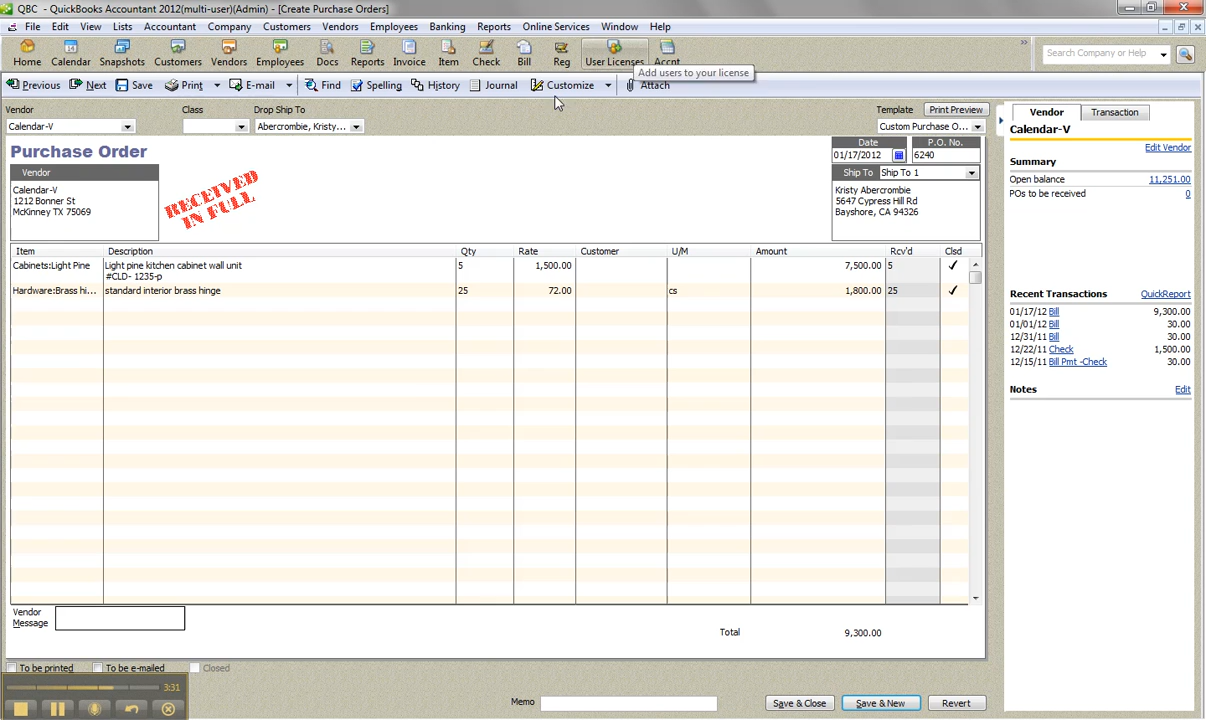 QBC - QuickBooks Accountant 2012(multi-user)(Admin) - [Create Purchase Orders]
File Edit View Lists Accountant Company Customers Vendors Employees Banking Reports Online Services Window Help
Home Calendar Snapshots Customers Vendors Employees Docs Reports Invoice Item Check Bill Reg User Licenses Accnt
Search Company or Help
Add users to your license
Previous Next Save Print E-mail Find Spelling History Journal Customize Attach
Vendor Class Drop Ship To Template Print Preview
Calendar-V Abercrombie, Kristy... Custom Purchase O...
Purchase Order
Date P.O. No.
01/17/2012 6240
Vendor
Ship To Ship To 1
Calendar-V
1212 Bonner St
McKinney TX 75069
RECEIVED
IN FULL
Kristy Abercrombie
5647 Cypress Hill Rd
Bayshore, CA 94326
Item Description Qty Rate Customer U/M Amount Rcv'd Clsd
Cabinets:Light Pine Light pine kitchen cabinet wall unit 5 1,500.00 7,500.00 5
#CLD- 1235-p
Hardware:Brass hi... standard interior brass hinge 25 72.00 cs 1,800.00 25
Vendor
Message
Total 9,300.00
To be printed To be e-mailed Closed
3:31
Memo
Save & Close Save & New Revert
Vendor Transaction
Calendar-V
Edit Vendor
Summary
Open balance 11,251.00
POs to be received 0
Recent Transactions QuickReport
01/17/12 Bill 9,300.00
01/01/12 Bill 30.00
12/31/11 Bill 30.00
12/22/11 Check 1,500.00
12/15/11 Bill Pmt -Check 30.00
Notes Edit